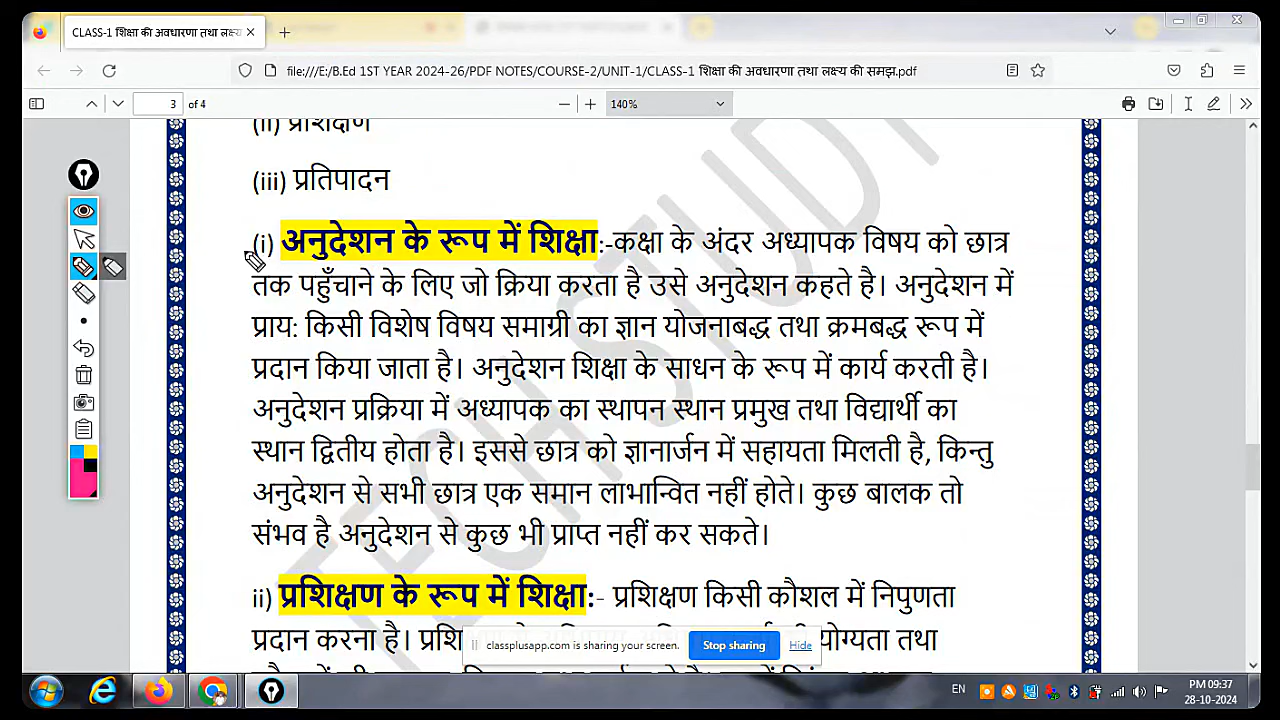 CLASS-1 शिक्षा की अवधारणा तथा लक्ष्य
file:///E:/B.Ed 1ST YEAR 2024-26/PDF NOTES/COURSE-2/UNIT-1/CLASS-1 शिक्षा की अवधारणा तथा लक्ष्य की समझ.pdf
3 of 4
140%
(ii) प्रशिक्षण
(iii) प्रतिपादन
(i) अनुदेशन के रूप में शिक्षा:-कक्षा के अंदर अध्यापक विषय को छात्र
तक पहुँचाने के लिए जो क्रिया करता है उसे अनुदेशन कहते है। अनुदेशन में
प्राय: किसी विशेष विषय समाग्री का ज्ञान योजनाबद्ध तथा क्रमबद्ध रूप में
प्रदान किया जाता है। अनुदेशन शिक्षा के साधन के रूप में कार्य करती है।
अनुदेशन प्रक्रिया में अध्यापक का स्थापन स्थान प्रमुख तथा विद्यार्थी का
स्थान द्वितीय होता है। इससे छात्र को ज्ञानार्जन में सहायता मिलती है, किन्तु
अनुदेशन से सभी छात्र एक समान लाभान्वित नहीं होते। कुछ बालक तो
संभव है अनुदेशन से कुछ भी प्राप्त नहीं कर सकते।
ii) प्रशिक्षण के रूप में शिक्षा:- प्रशिक्षण किसी कौशल में निपुणता
प्रदान करना है। योग्यता तथा
classplusapp.com is sharing your screen. Stop sharing Hide
TECH STUDY
EN
PM 09:37
28-10-2024